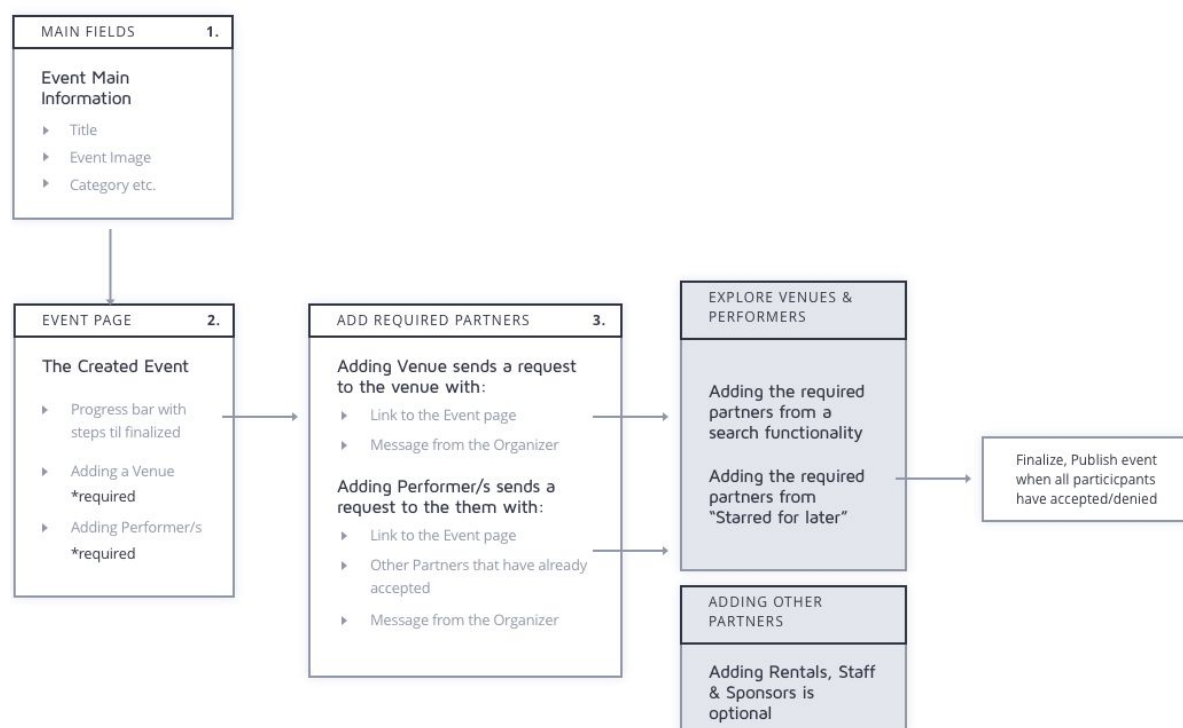 MAIN FIELDS 1.
Event Main
Information
Title
Event Image
Category etc.
EVENT PAGE 2.
The Created Event
Progress bar with
steps til finalized
Adding a Venue
*required
Adding Performer/s
*required
ADD REQUIRED PARTNERS 3.
Adding Venue sends a request
to the venue with:
Link to the Event page
Message from the Organizer
Adding Performer/s sends a
request to the them with:
Link to the Event page
Other Partners that have already
accepted
Message from the Organizer
EXPLORE VENUES &
PERFORMERS
Adding the required
partners from a
search functionality
Adding the required
partners from
“Starred for later”
ADDING OTHER
PARTNERS
Adding Rentals, Staff
& Sponsors is
optional
Finalize, Publish event
when all particicpants
have accepted/denied